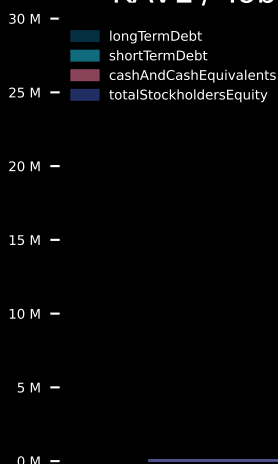 30 M
longTermDebt
shortTermDebt
cashAndCashEquivalents
totalStockholdersEquity
25 M
20 M
15 M
10 M
5 M
0 M